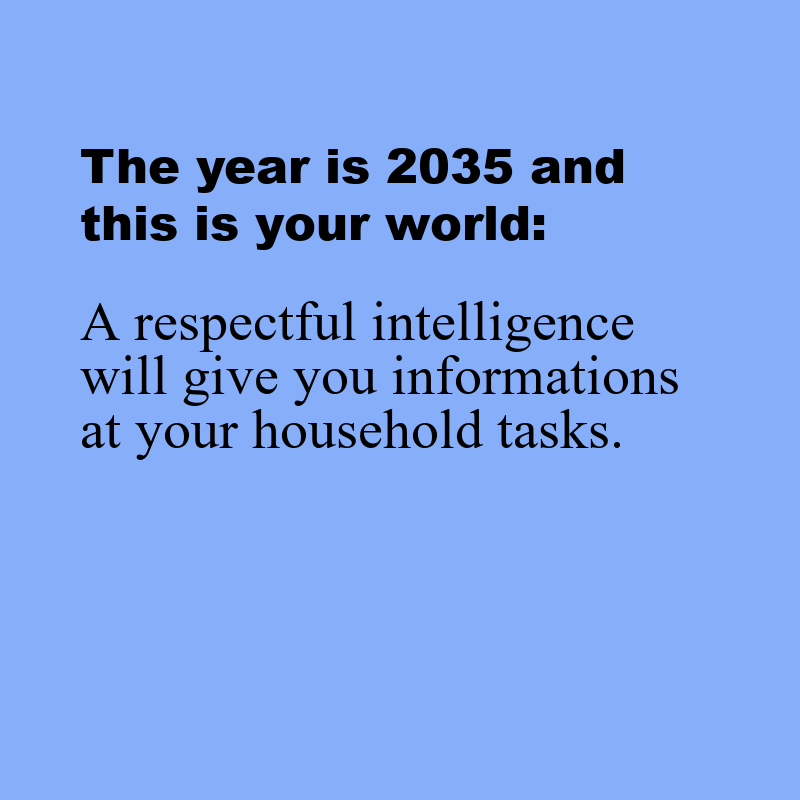 The year is 2035 and
this is your world:
A respectful intelligence
will give you informations
at your household tasks.